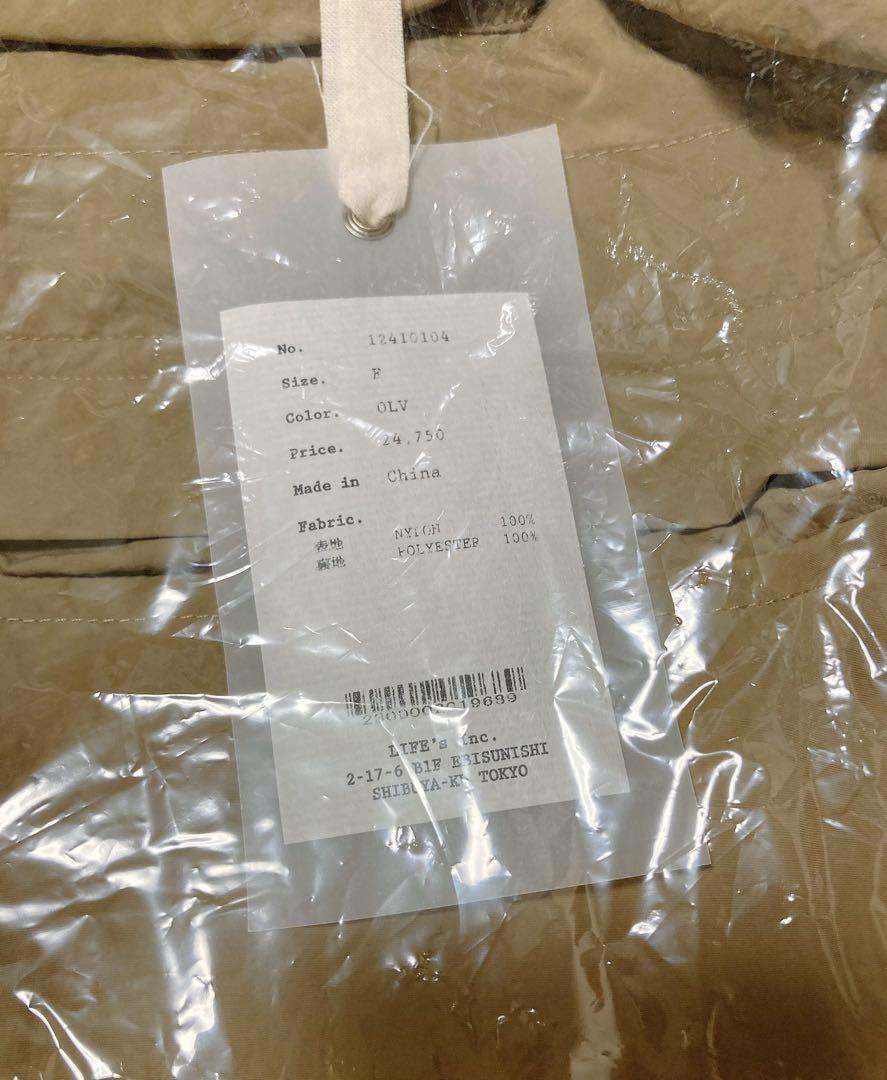 No. 12410104
Size. F
Color. OLV
Price. 24,750
Made in China
Fabric.
表地 NYLON 100%
裏地 POLYESTER 100%
LIFE's Inc.
2-17-6 B1F EBISUNISHI
SHIBUYA-KU TOKYO